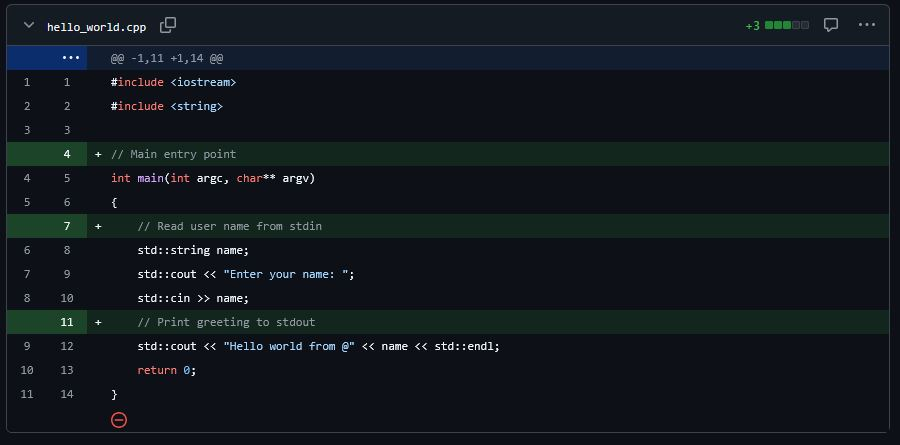 hello_world.cpp +3
@@ -1,11 +1,14 @@
1 1 #include <iostream>
2 2 #include <string>
3 3
4 + // Main entry point
4 5 int main(int argc, char** argv)
5 6 {
7 + // Read user name from stdin
6 8 std::string name;
7 9 std::cout << "Enter your name: ";
8 10 std::cin >> name;
11 + // Print greeting to stdout
9 12 std::cout << "Hello world from @" << name << std::endl;
10 13 return 0;
11 14 }